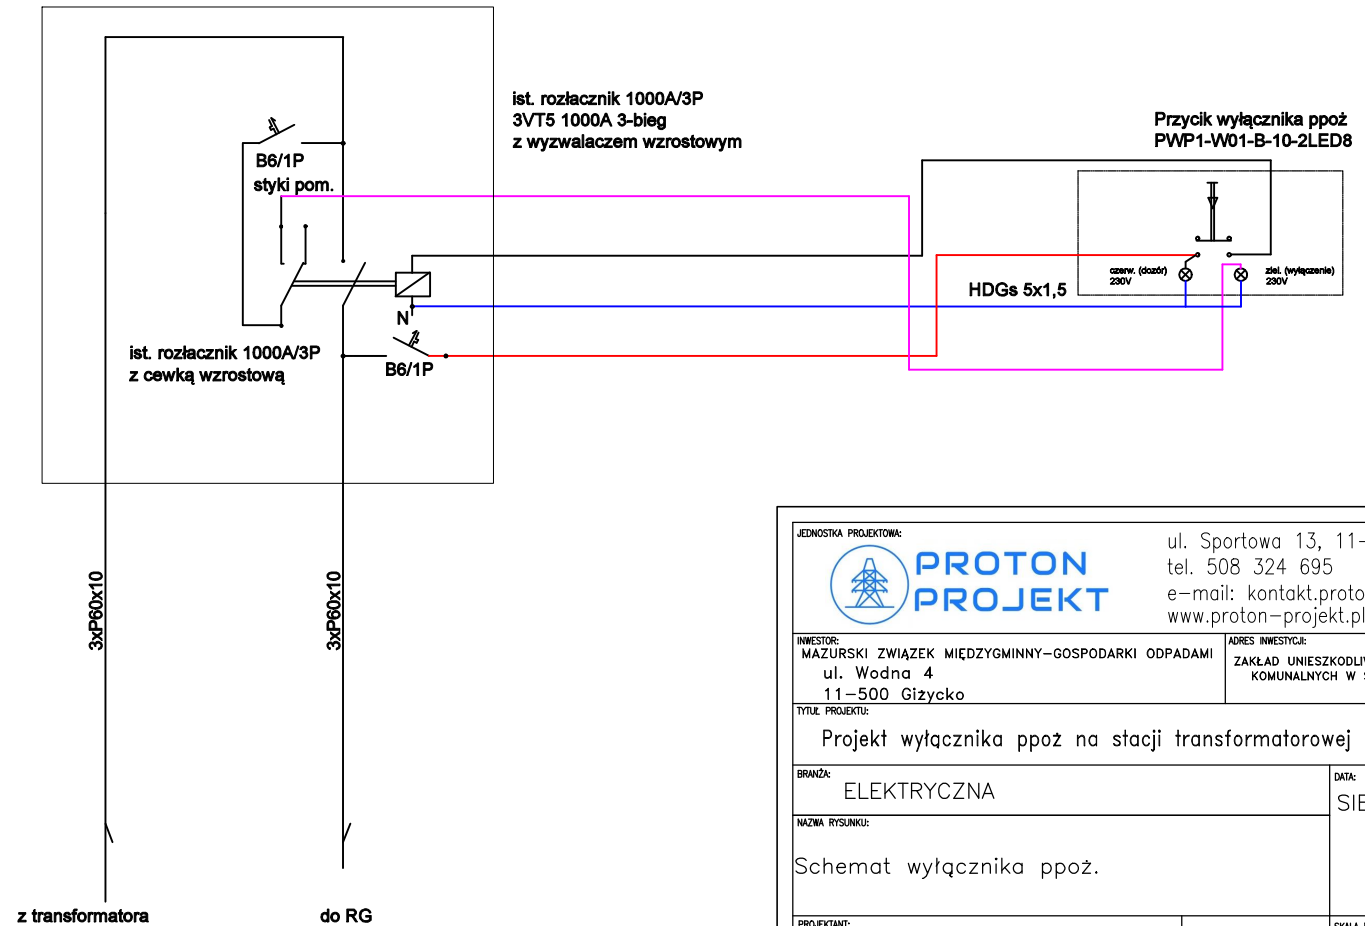 ist. rozłacznik 1000A/3P
3VT5 1000A 3-bieg
z wyzwalaczem wzrostowym
Przycik wyłącznika ppoż
PWP1-W01-B-10-2LED8
B6/1P
styki pom.
czerw. (dozór)
230V
ziel. (wyłączenie)
230V
HDGs 5x1,5
N
ist. rozłacznik 1000A/3P
z cewką wzrostową
B6/1P
3xP60x10
3xP60x10
z transformatora
do RG
JEDNOSTKA PROJEKTOWA:
PROTON
PROJEKT
ul. Sportowa 13, 11-
tel. 508 324 695
e-mail: kontakt.proto
www.proton-projekt.pl
INWESTOR:
MAZURSKI ZWIĄZEK MIĘDZYGMINNY-GOSPODARKI ODPADAMI
ul. Wodna 4
11-500 Giżycko
ADRES INWESTYCJI:
ZAKŁAD UNIESZKODLI
KOMUNALNYCH W
TYTUŁ PROJEKTU:
Projekt wyłącznika ppoż na stacji transformatorowej
BRANŻA:
ELEKTRYCZNA
DATA:
SIE
NAZWA RYSUNKU:
Schemat wyłącznika ppoż.
PROJEKTANT:
SKALA